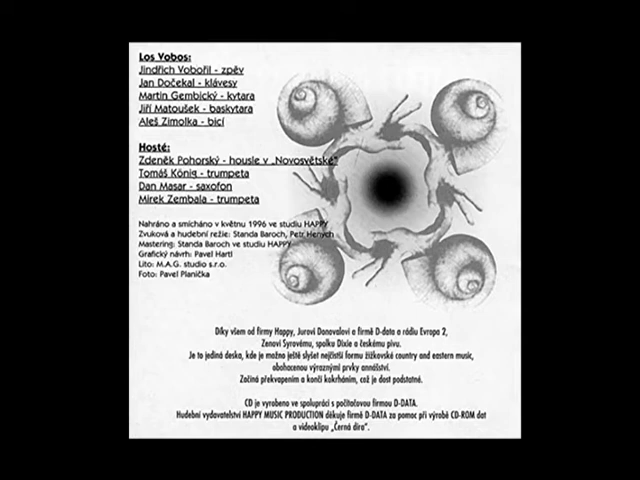 Los Vobos:
Jindřich Vobořil - zpěv
Jan Dočekal - klávesy
Martin Gembický - kytara
Jiří Matoušek - baskytara
Aleš Zimolka - bicí
Hosté:
Zdeněk Pohorský - housle v „Novosvětské"
Tomáš König - trumpeta
Dan Masar - saxofon
Mirek Zembala - trumpeta
Nahráno a smícháno v květnu 1996 ve studiu HAPPY
Zvuková a hudební režie: Standa Baroch, Petr Henych
Mastering: Standa Baroch ve studiu HAPPY
Grafický návrh: Pavel Hartl
Lito: M.A.G. studio s.r.o.
Foto: Pavel Planička
Díky všem od firmy Happy, Jurovi Donovalovi a firmě D-data a rádiu Evropa 2,
Zenovi Syrovému, spolku Dixie a českému pivu.
Je to jediná deska, kde je možno ještě slyšet nejčistší formu žižkovské country and eastern music,
obohacenou výraznými prvky annášství.
Začíná překvapením a končí kokrháním, což je dost podstatné.
CD je vyrobeno ve spolupráci s počítačovou firmou D-DATA.
Hudební vydavatelství HAPPY MUSIC PRODUCTION děkuje firmě D-DATA za pomoc při výrobě CD-ROM dat
a videoklipu „Černá díra".